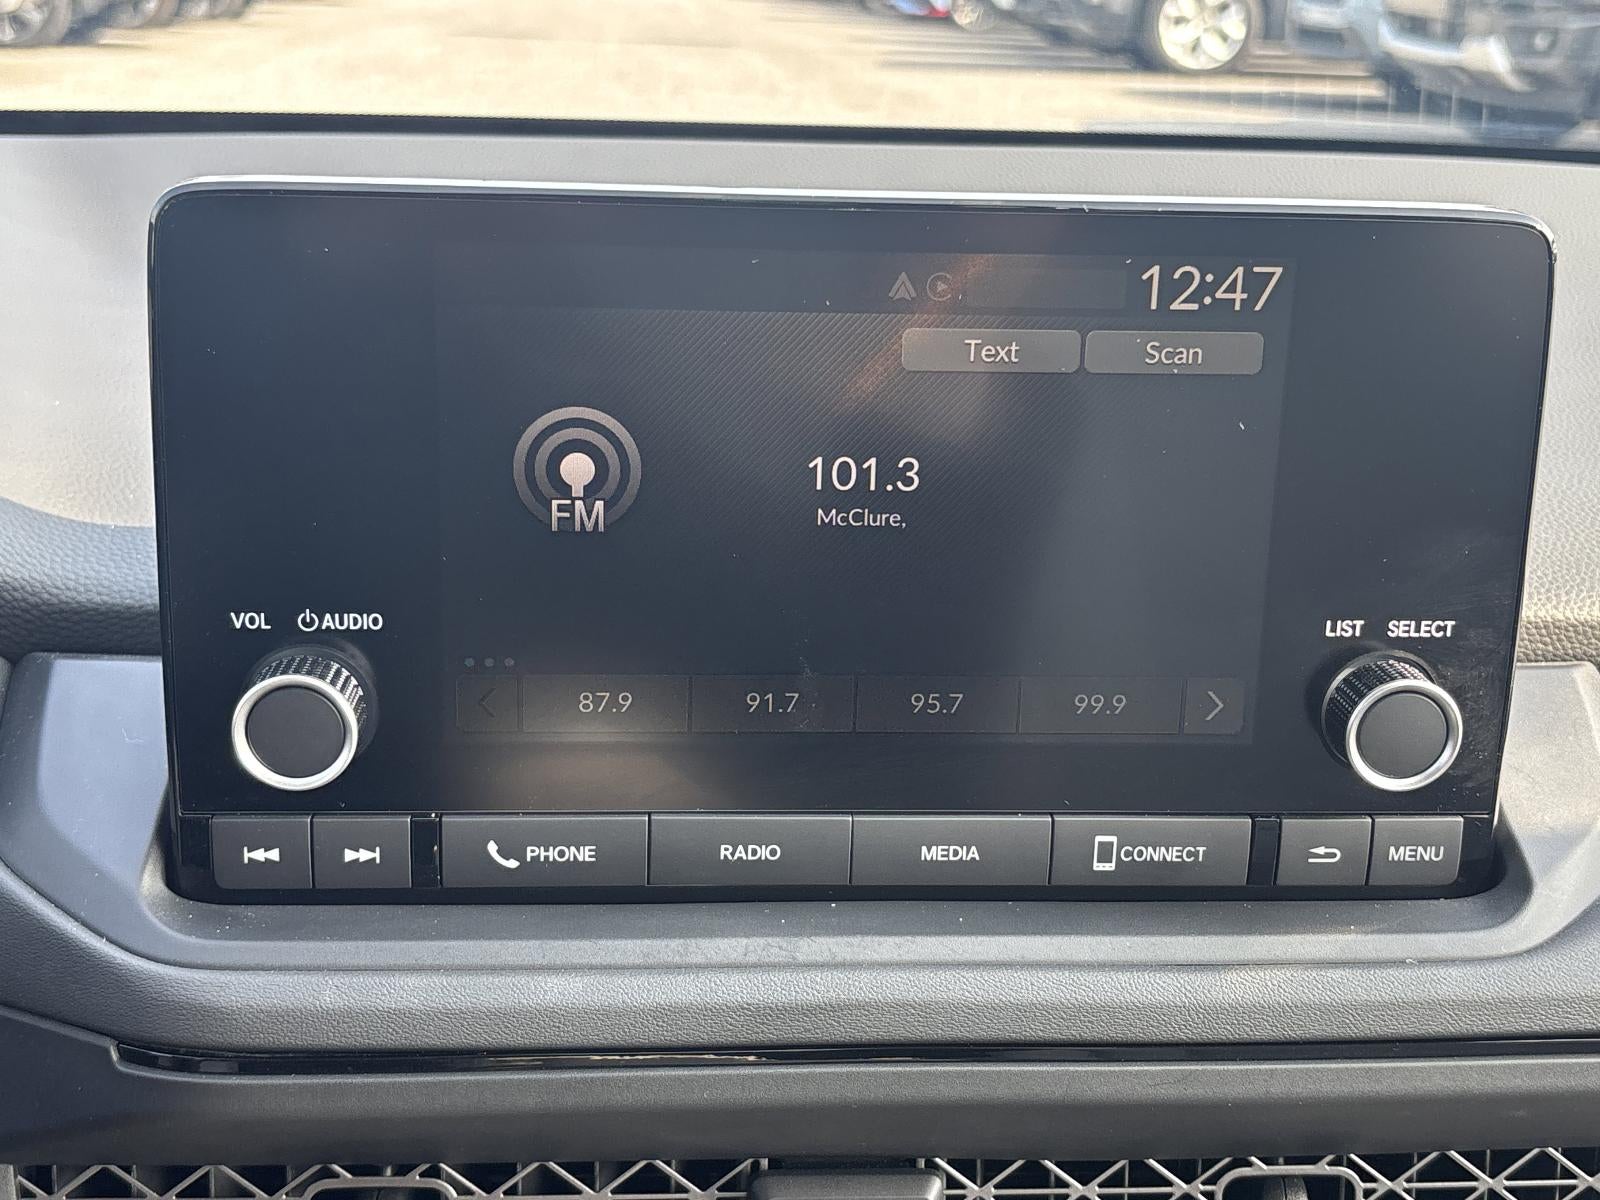 12:47
Text Scan
101.3
FM
McClure,
VOL AUDIO
LIST SELECT
87.9 91.7 95.7 99.9
PHONE RADIO MEDIA CONNECT MENU